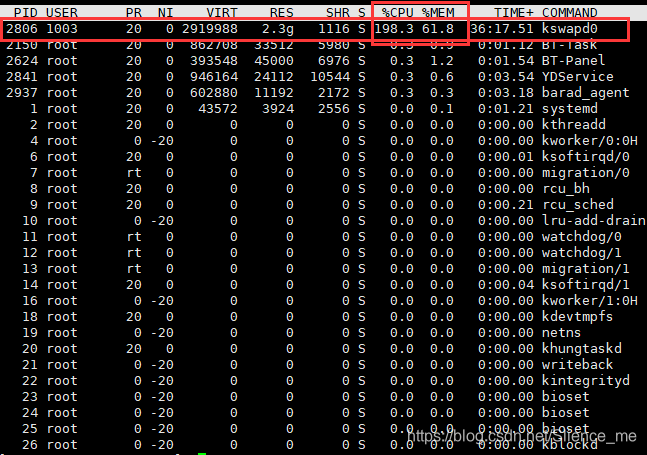 PID USER PR NI VIRT RES SHR S %CPU %MEM TIME+ COMMAND
2806 1003 20 0 2919988 2.3g 1116 S 198.3 61.8 36:17.51 kswapd0
2150 root 20 0 862708 33512 5980 S 0:01.12 BT-Task
2624 root 20 0 393548 45000 6976 S 0.3 1.2 0:01.54 BT-Panel
2841 root 20 0 946164 24112 10544 S 0.3 0.6 0:03.54 YDService
2937 root 20 0 602880 11192 2172 S 0.3 0.3 0:03.18 barad_agent
1 root 20 0 43572 3924 2556 S 0.0 0.1 0:01.21 systemd
2 root 20 0 0 0 0 S 0.0 0.0 0:00.00 kthreadd
4 root 0 -20 0 0 0 S 0.0 0.0 0:00.00 kworker/0:0H
6 root 20 0 0 0 0 S 0.0 0.0 0:00.01 ksoftirqd/0
7 root rt 0 0 0 0 S 0.0 0.0 0:00.00 migration/0
8 root 20 0 0 0 0 S 0.0 0.0 0:00.00 rcu_bh
9 root 20 0 0 0 0 S 0.0 0.0 0:00.21 rcu_sched
10 root 0 -20 0 0 0 S 0.0 0.0 0:00.00 lru-add-drain
11 root rt 0 0 0 0 S 0.0 0.0 0:00.00 watchdog/0
12 root rt 0 0 0 0 S 0.0 0.0 0:00.00 watchdog/1
13 root rt 0 0 0 0 S 0.0 0.0 0:00.00 migration/1
14 root 20 0 0 0 0 S 0.0 0.0 0:00.04 ksoftirqd/1
16 root 0 -20 0 0 0 S 0.0 0.0 0:00.00 kworker/1:0H
18 root 20 0 0 0 0 S 0.0 0.0 0:00.00 kdevtmpfs
19 root 0 -20 0 0 0 S 0.0 0.0 0:00.00 netns
20 root 20 0 0 0 0 S 0.0 0.0 0:00.00 khungtaskd
21 root 0 -20 0 0 0 S 0.0 0.0 0:00.00 writeback
22 root 0 -20 0 0 0 S 0.0 0.0 0:00.00 kintegrityd
23 root 0 -20 0 0 0 S 0.0 0.0 0:00.00 bioset
24 root 0 -20 0 0 0 S 0.0 0.0 0:00.00 bioset
25 root 0 -20 0 0 0 S 0.0 0.0 0:00.00 bioset
26 root 0 -20 0 0 0 S 0.0 0.0 0:00.00 kblockd
https://blog.csdn.net/Silence_me